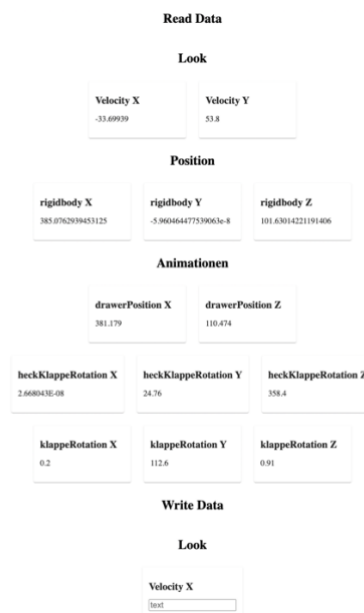 Read Data
Look
Velocity X Velocity Y
-33.69939 53.8
Position
rigidbody X rigidbody Y rigidbody Z
385.0762939453125 -5.960464477539063e-8 101.63014221191406
Animationen
drawerPosition X drawerPosition Z
381.179 110.474
heckKlappeRotation X heckKlappeRotation Y heckKlappeRotation Z
2.668043E-08 24.76 358.4
klappeRotation X klappeRotation Y klappeRotation Z
0.2 112.6 0.91
Write Data
Look
Velocity X
text